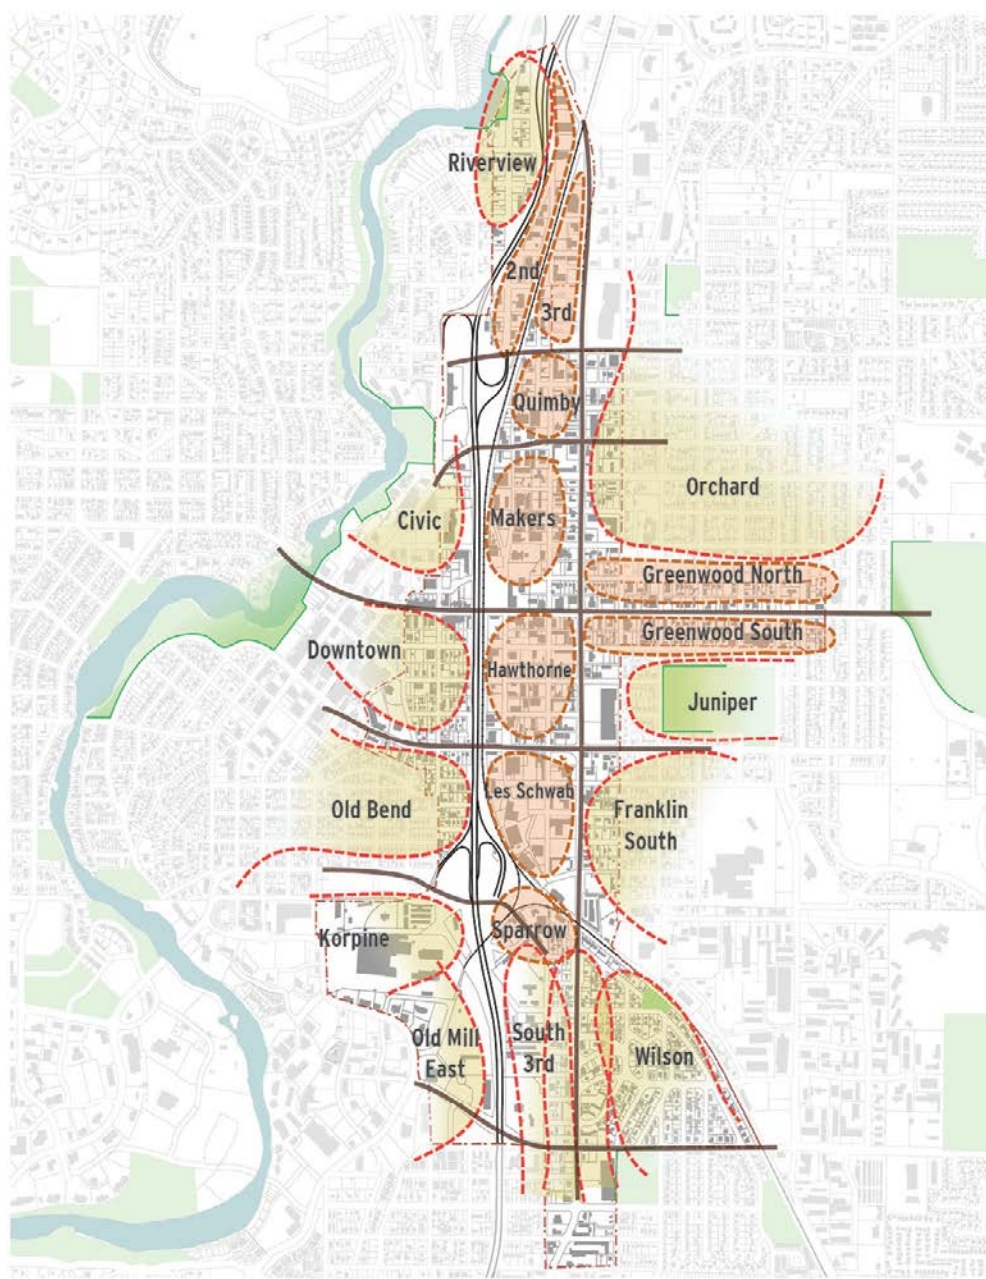 Riverview
2nd
3rd
Quimby
Orchard
Civic
Makers
Greenwood North
Greenwood South
Downtown
Hawthorne
Juniper
Les Schwab
Old Bend
Franklin
South
Sparrow
Korpine
Old Mill
East
South
3rd
Wilson